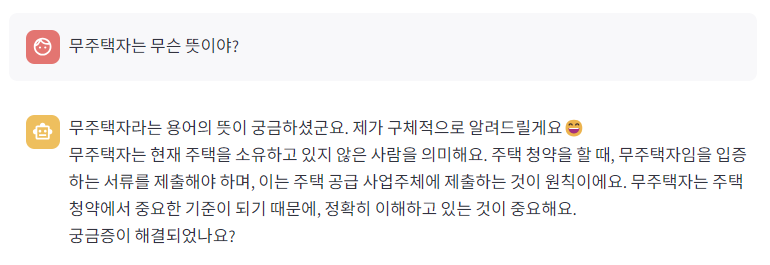 무주택자는 무슨 뜻이야?
무주택자라는 용어의 뜻이 궁금하셨군요. 제가 구체적으로 알려드릴게요😄
무주택자는 현재 주택을 소유하고 있지 않은 사람을 의미해요. 주택 청약을 할 때, 무주택자임을 입증
하는 서류를 제출해야 하며, 이는 주택 공급 사업주체에 제출하는 것이 원칙이에요. 무주택자는 주택
청약에서 중요한 기준이 되기 때문에, 정확히 이해하고 있는 것이 중요해요.
궁금증이 해결되었나요?